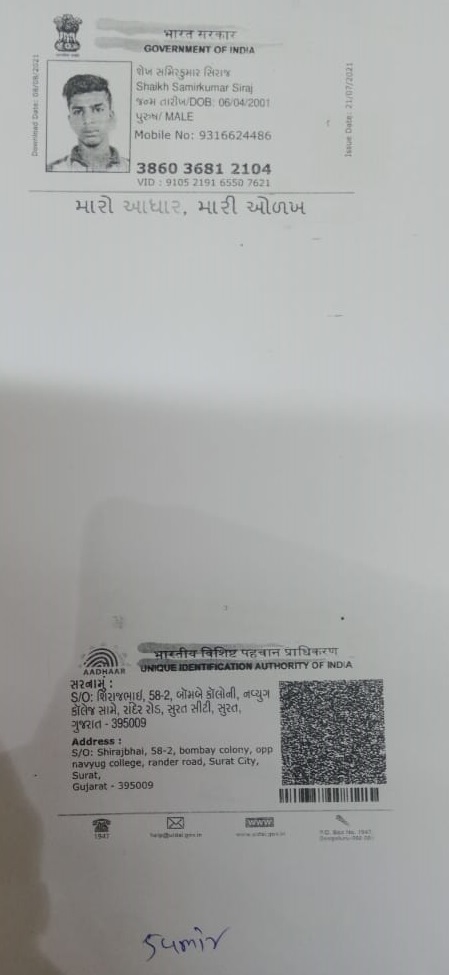 भारत सरकार
GOVERNMENT OF INDIA
Download Date: 08/08/2021
શેખ સમિરકુમાર સિરાજ
Shaikh Samirkumar Siraj
જન્મ તારીખ/DOB: 06/04/2001
પુરુષ/ MALE
Mobile No: 9316624486
Issue Date: 21/07/2021
3860 3681 2104
VID : 9105 2191 6550 7621
મારો આધાર, મારી ઓળખ
भारतीय विशिष्ट पहचान प्राधिकरण
UNIQUE IDENTIFICATION AUTHORITY OF INDIA
AADHAAR
સરનામું :
S/O: શિરાજભાઈ, 58-2, બોમબે કૉલોની, નવ્યુગ
કૉલેજ સામે, રાંદેર રોડ, સુરત સીટી, સુરત,
ગુજરાત - 395009
Address :
S/O: Shirajbhai, 58-2, bombay colony, opp
navyug college, rander road, Surat City,
Surat,
Gujarat - 395009
1947
help@uidai.gov.in
www
www.uidai.gov.in
P.O. Box No. 1947,